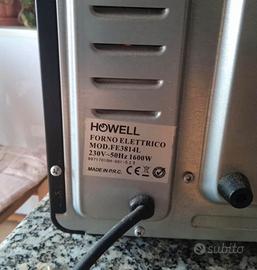 HOWELL
FORNO ELETTRICO
MOD.FE3814L
230V~50Hz 1600W
MADE IN P.R.C.
subito